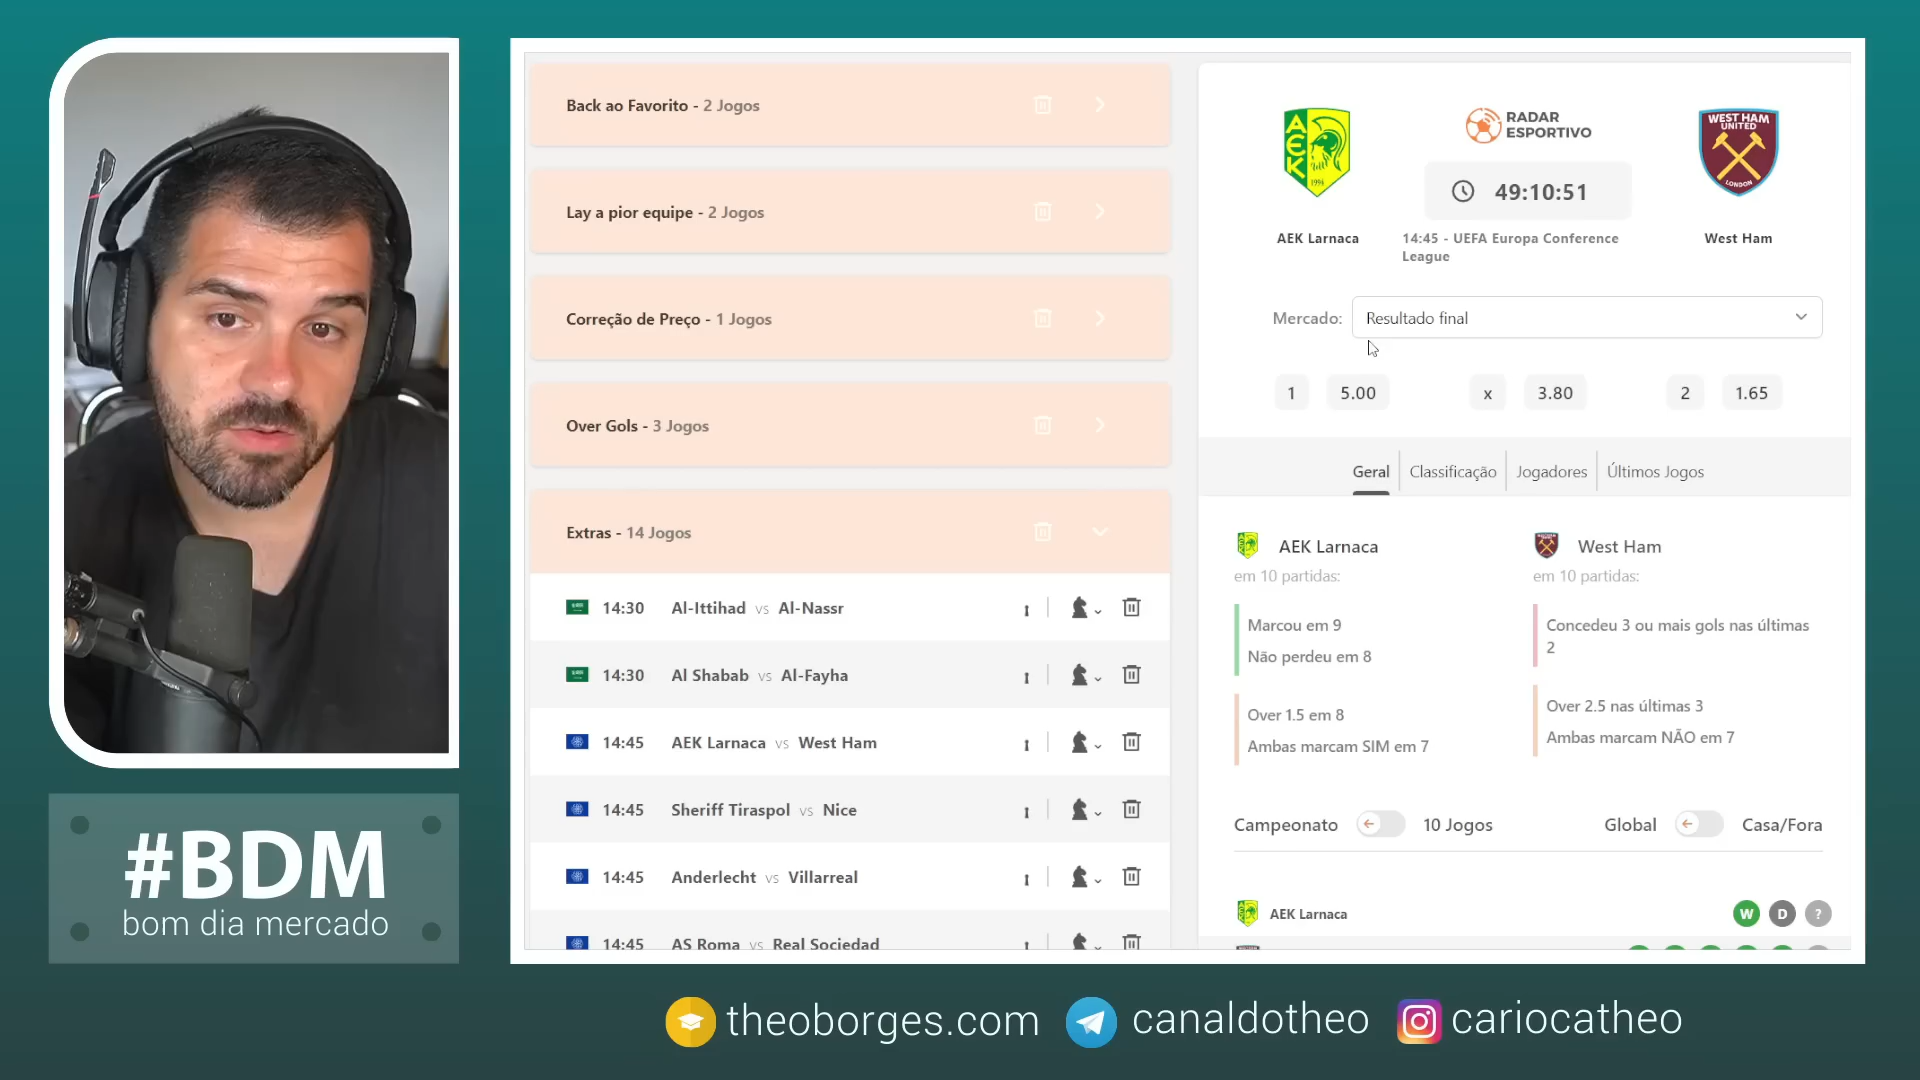 Back ao Favorito - 2 Jogos
Lay a pior equipe - 2 Jogos
Correção de Preço - 1 Jogos
Over Gols - 3 Jogos
Extras - 14 Jogos
14:30 Al-Ittihad vs Al-Nassr
14:30 Al Shabab vs Al-Fayha
14:45 AEK Larnaca vs West Ham
14:45 Sheriff Tiraspol vs Nice
14:45 Anderlecht vs Villarreal
14:45 AS Roma vs Real Sociedad
AEK
1994
RADAR
ESPORTIVO
WEST HAM
UNITED
LONDON
49:10:51
AEK Larnaca
14:45 - UEFA Europa Conference
League
West Ham
Mercado: Resultado final
1 5.00 x 3.80 2 1.65
Geral Classificação Jogadores Últimos Jogos
AEK Larnaca
em 10 partidas:
Marcou em 9
Não perdeu em 8
Over 1.5 em 8
Ambas marcam SIM em 7
West Ham
em 10 partidas:
Concedeu 3 ou mais gols nas últimas
2
Over 2.5 nas últimas 3
Ambas marcam NÃO em 7
Campeonato 10 Jogos Global Casa/Fora
AEK Larnaca W D ?
#BDM
bom dia mercado
theoborges.com canaldotheo cariocatheo